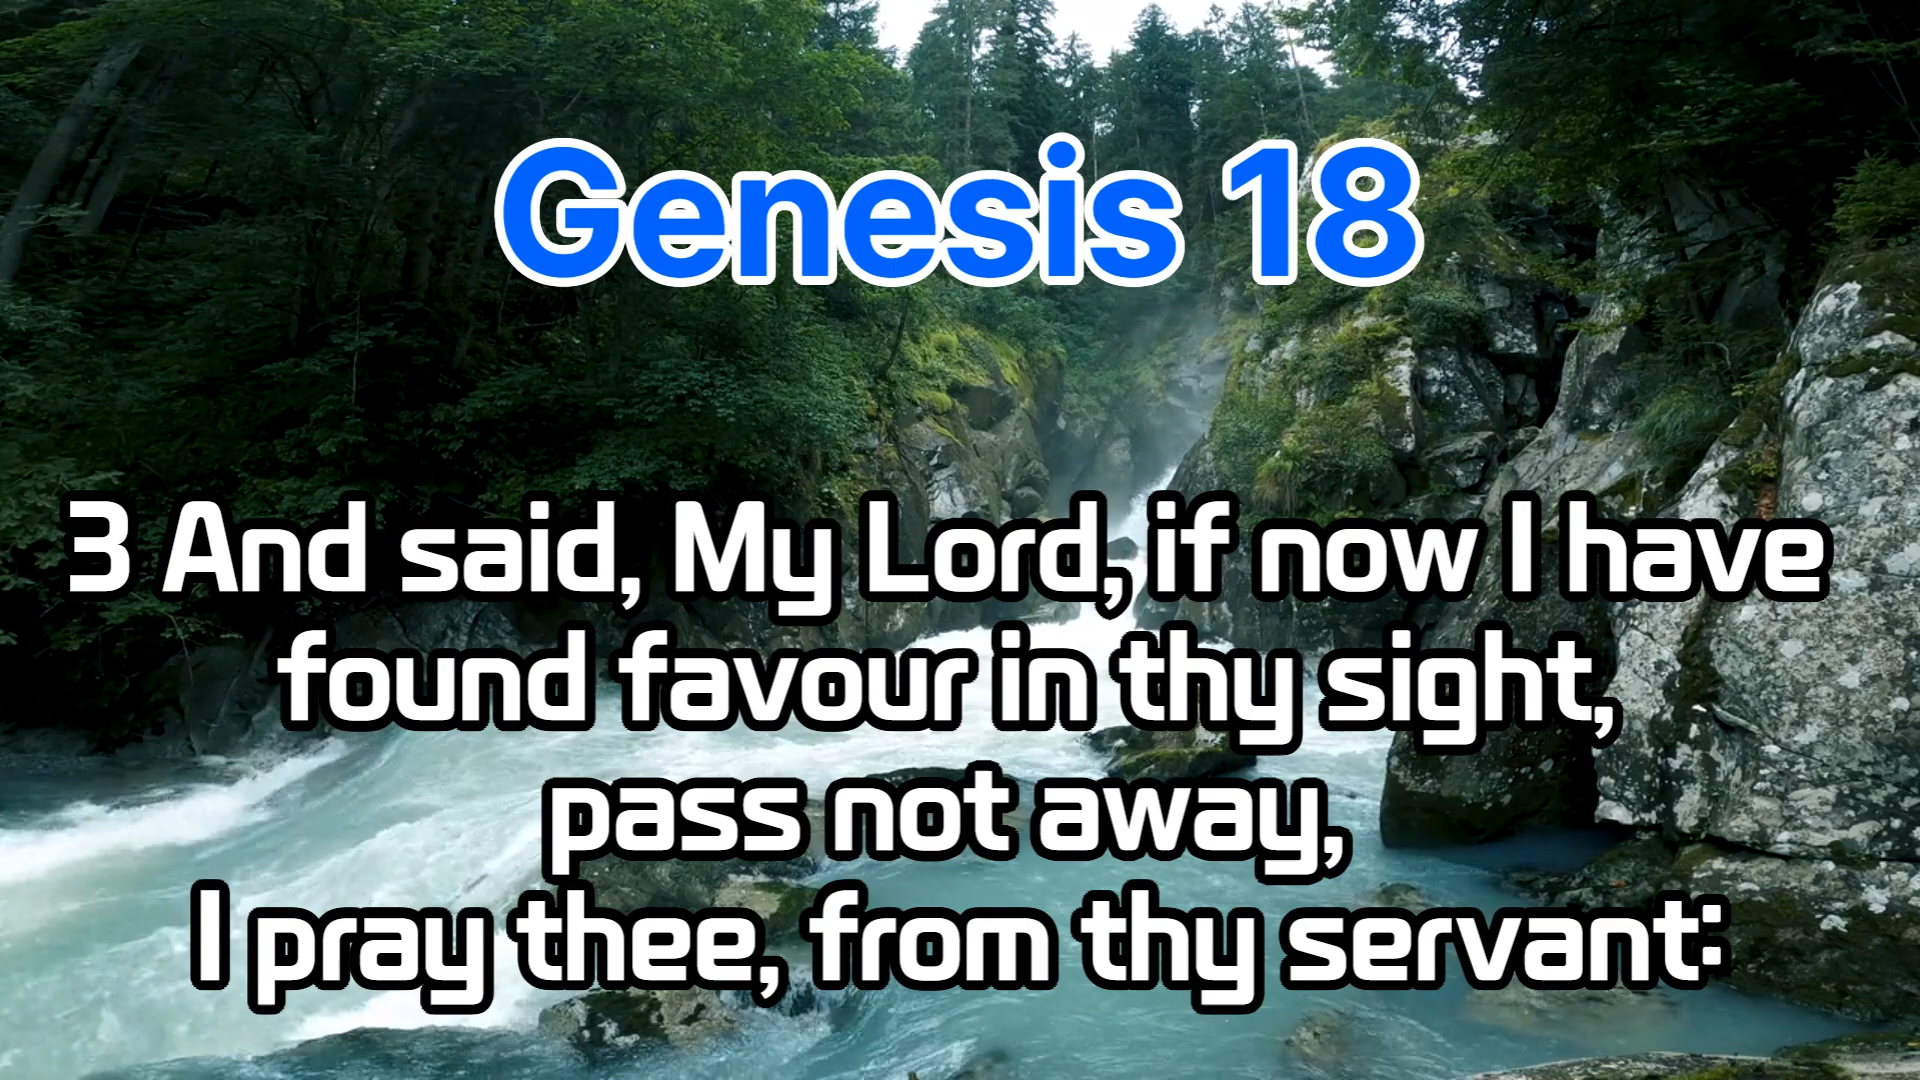 Genesis 18
3 And said, My Lord, if now I have
found favour in thy sight,
pass not away,
I pray thee, from thy servant: